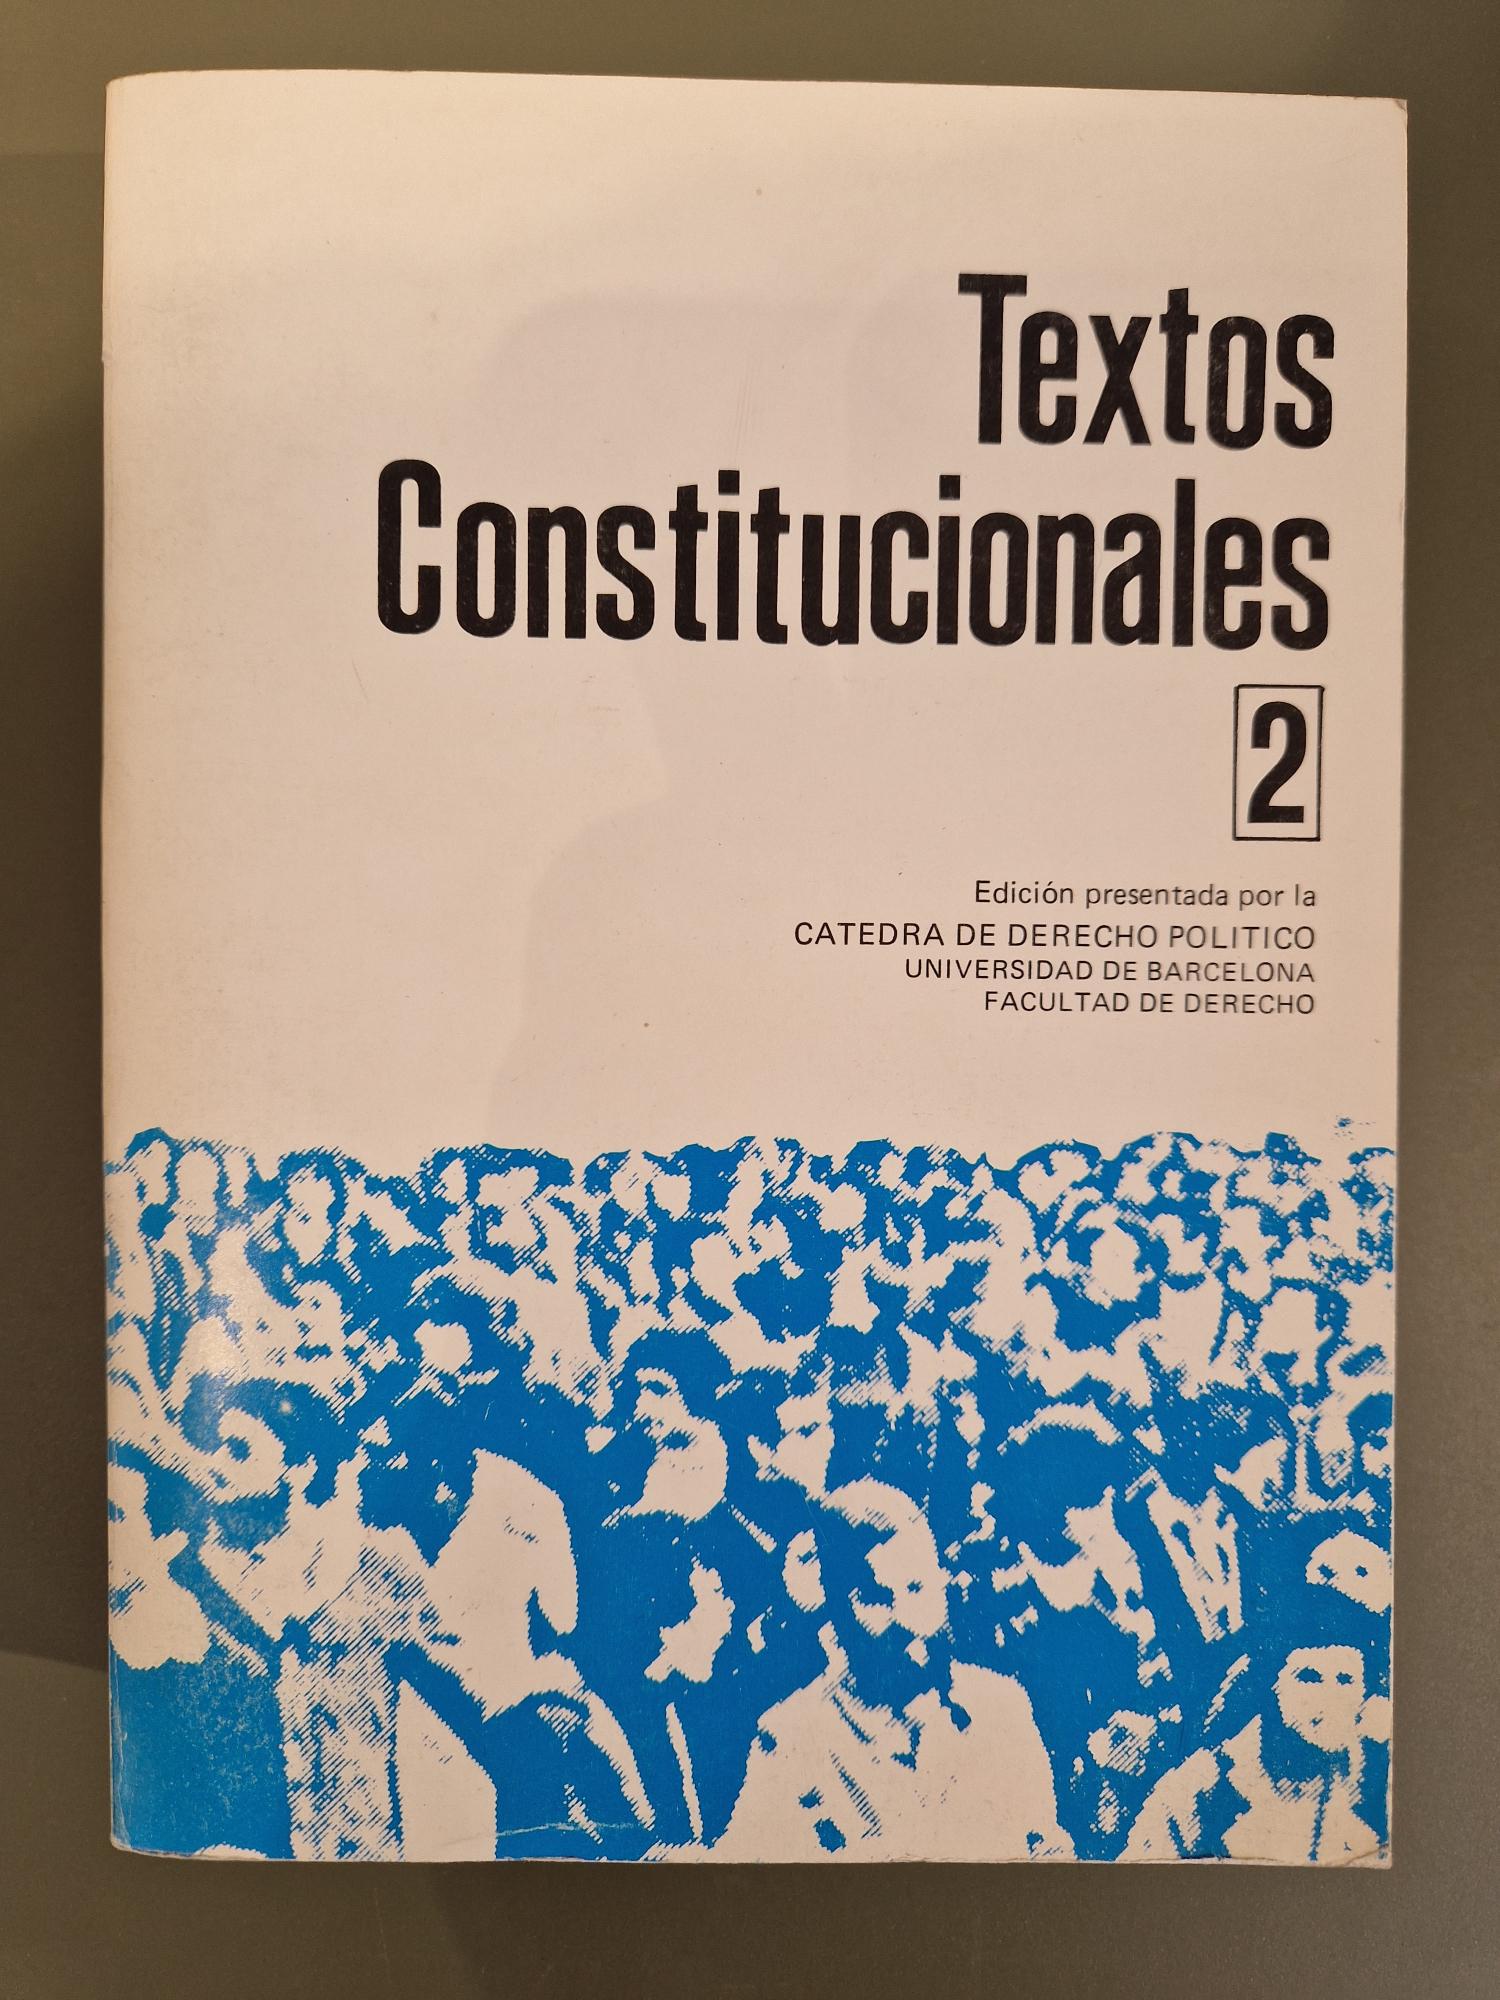 Textos
Constitucionales
2
Edición presentada por la
CATEDRA DE DERECHO POLITICO
UNIVERSIDAD DE BARCELONA
FACULTAD DE DERECHO